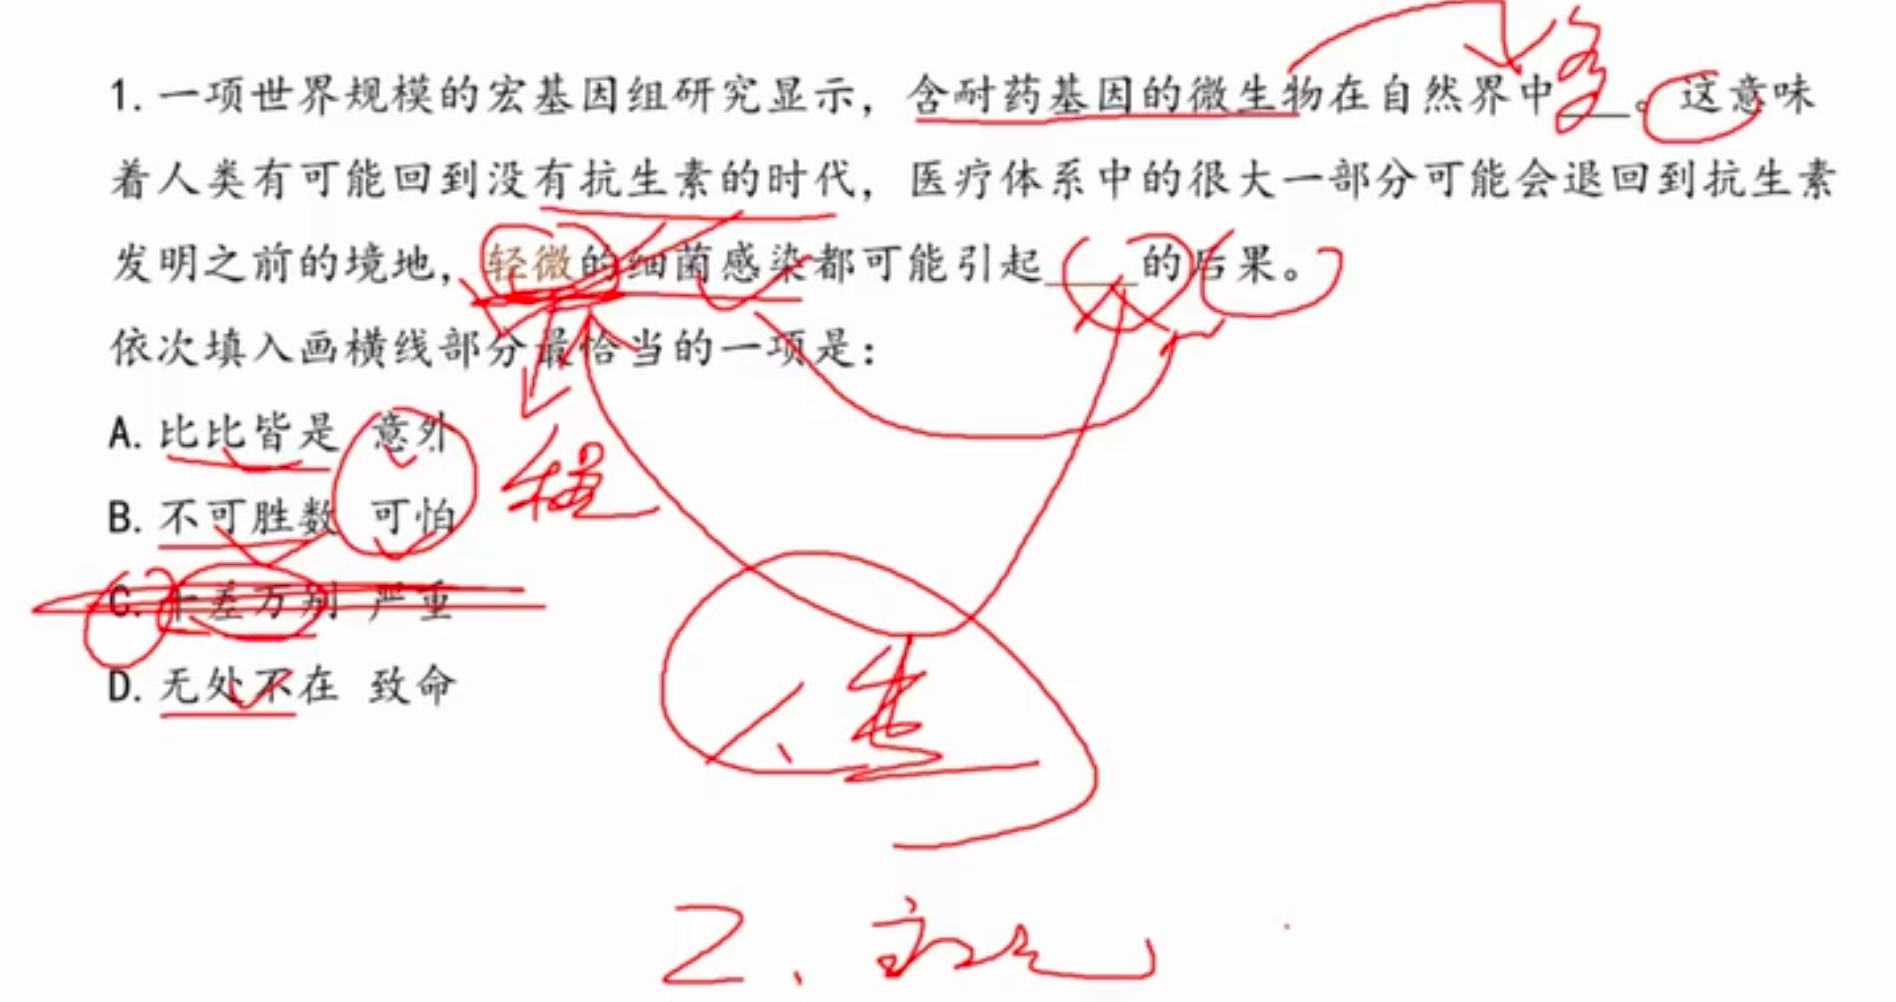 1. 一项世界规模的宏基因组研究显示，含耐药基因的微生物在自然界中____。这意味
多
着人类有可能回到没有抗生素的时代，医疗体系中的很大一部分可能会退回到抗生素
发明之前的境地，轻微的细菌感染都可能引起____的后果。
依次填入画横线部分最恰当的一项是：
A. 比比皆是 意外
B. 不可胜数 可怕
C. 千差万别 严重
D. 无处不在 致命
2、